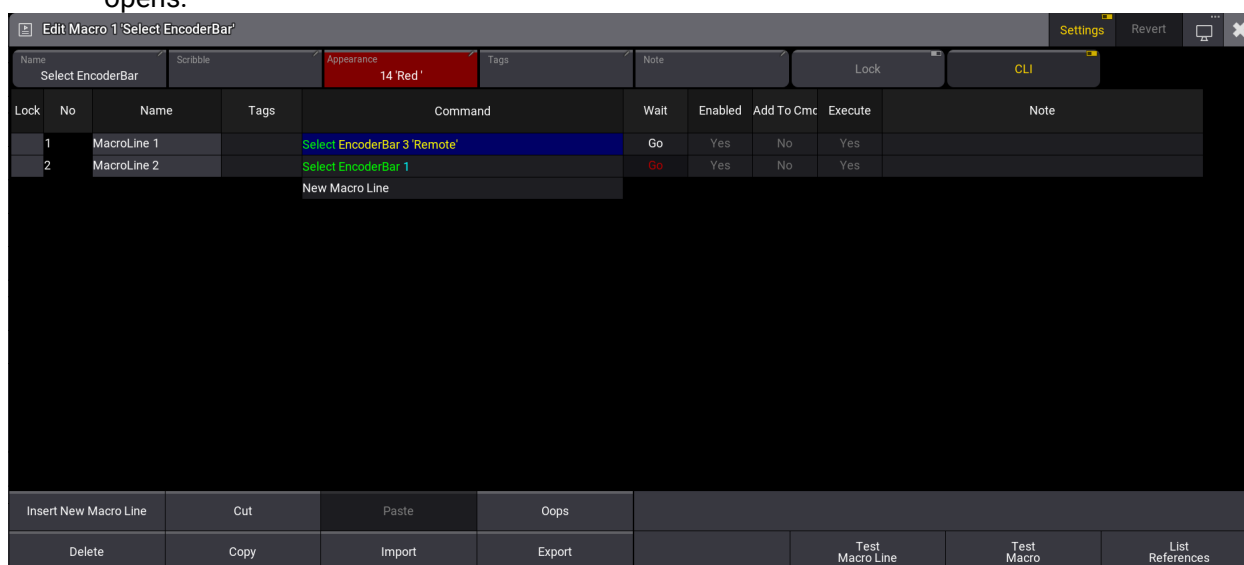 opens.
Edit Macro 1 'Select EncoderBar'
Settings
Revert
Name
Select EncoderBar
Scribble
Appearance
14 'Red '
Tags
Note
Lock
CLI
Lock No Name Tags Command Wait Enabled Add To Cmd Execute Note
1 MacroLine 1 Select EncoderBar 3 'Remote' Go Yes No Yes
2 MacroLine 2 Select EncoderBar 1 Go Yes No Yes
New Macro Line
Insert New Macro Line Cut Paste Oops
Delete Copy Import Export
Test
Macro Line
Test
Macro
List
References